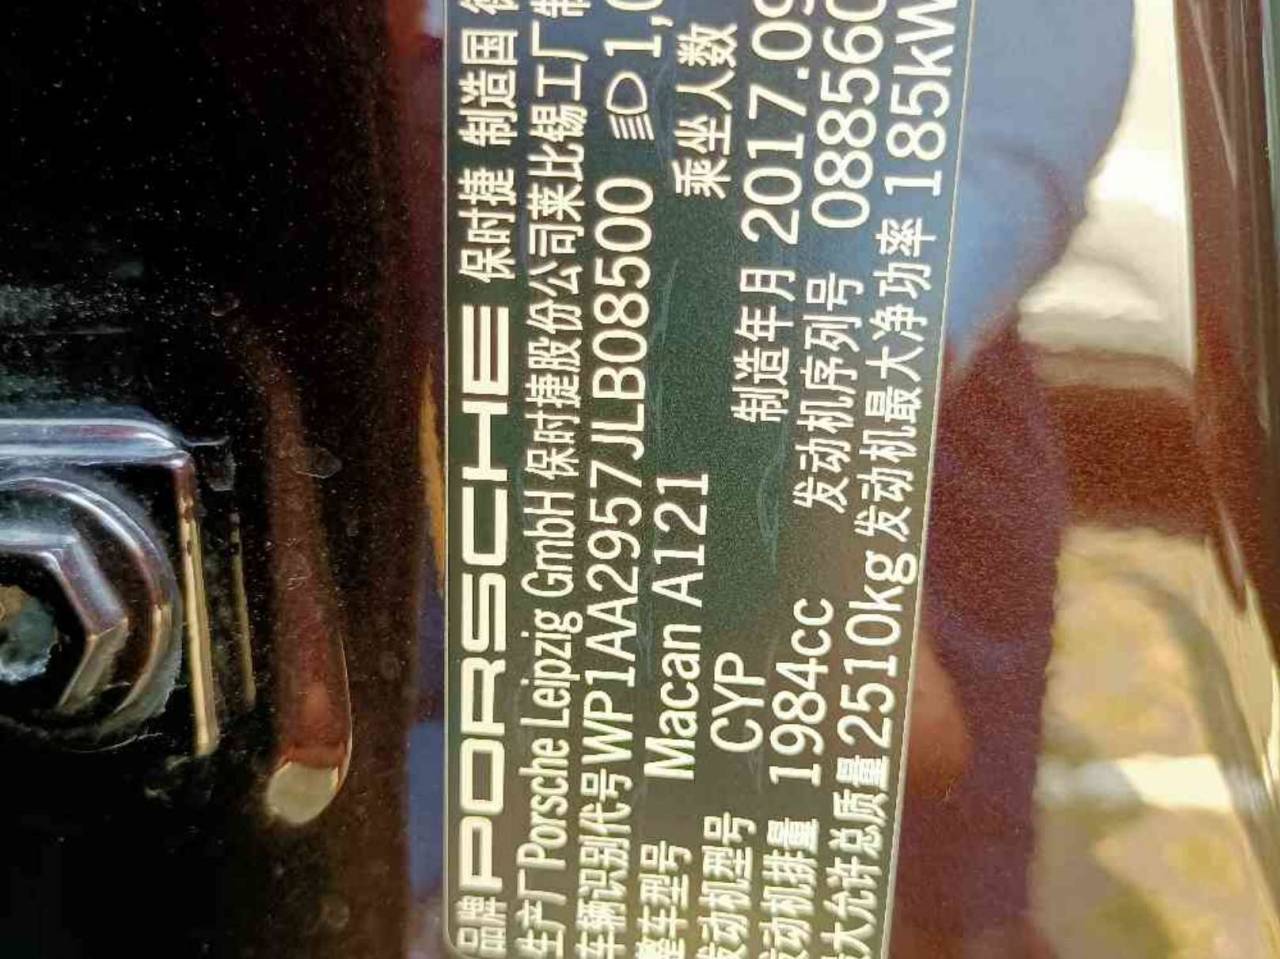 品牌 PORSCHE 保时捷 制造国
生产厂 Porsche Leipzig GmbH 保时捷股份公司莱比锡工厂
车辆识别代号 WP1AA2957JLB08500 1,
整车型号 Macan A121 乘坐人数
发动机型号 CYP 制造年月 2017.09
发动机排量 1984cc 发动机序列号 088560
最大允许总质量 2510kg 发动机最大净功率 185kW